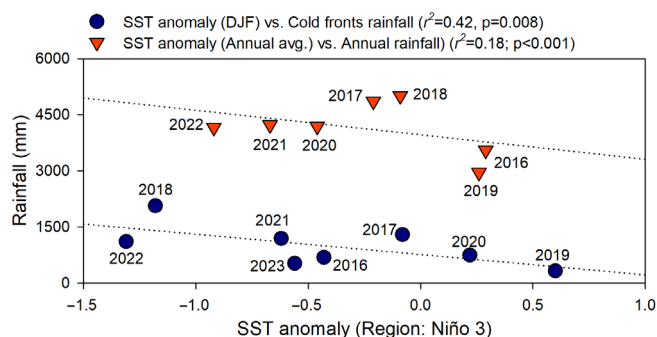 SST anomaly (DJF) vs. Cold fronts rainfall (r²=0.42, p=0.008)
SST anomaly (Annual avg.) vs. Annual rainfall) (r²=0.18; p<0.001)
6000
2017 2018
4500
2022 2021 2020
2016
3000
2019
Rainfall (mm)
2018
1500
2021 2017 2020 2019
2022 2023 2016
0
−1.5 −1.0 −0.5 0.0 0.5 1.0
SST anomaly (Region: Niño 3)